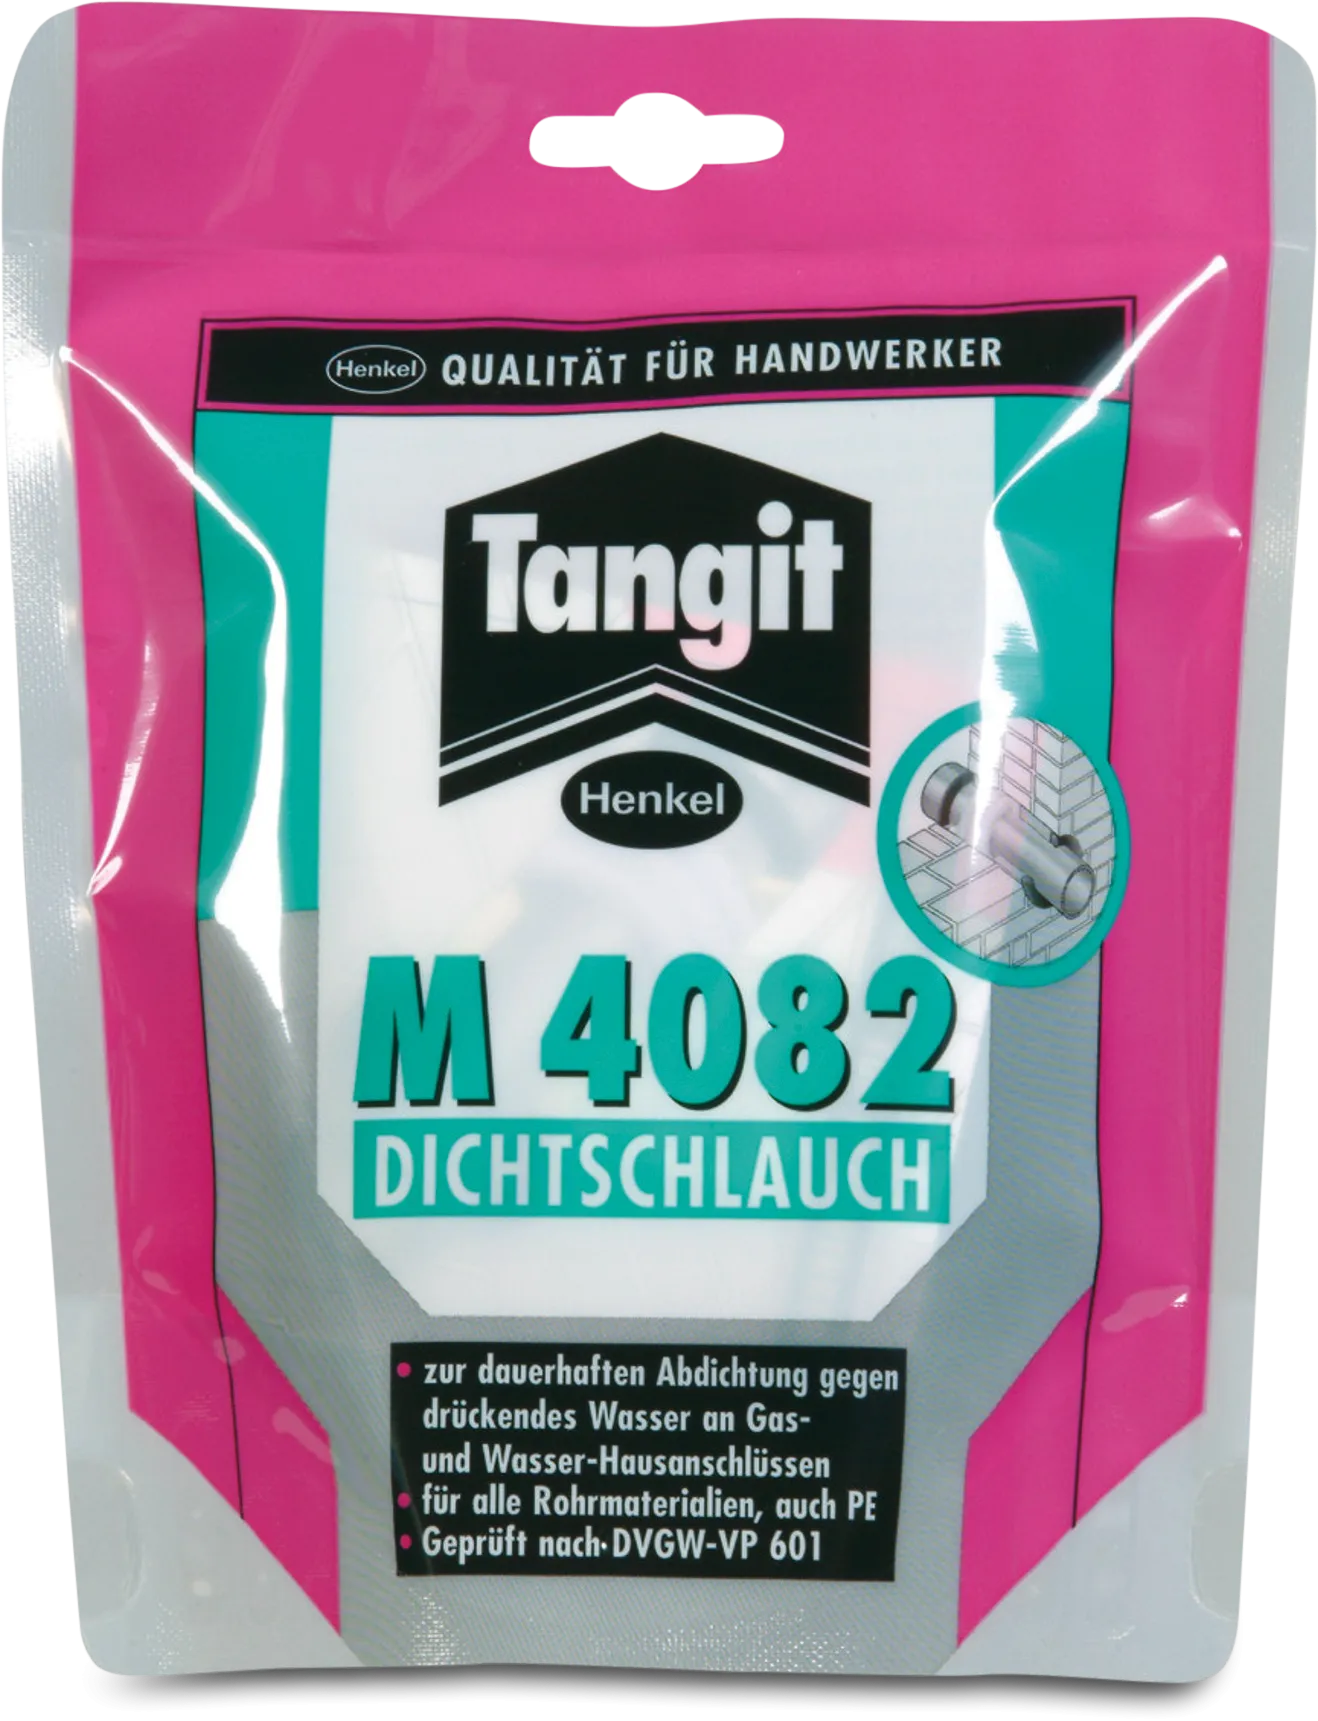 Henkel QUALITÄT FÜR HANDWERKER
Tangit
Henkel
M 4082
DICHTSCHLAUCH
• zur dauerhaften Abdichtung gegen
drückendes Wasser an Gas-
und Wasser-Hausanschlüssen
• für alle Rohrmaterialien, auch PE
• Geprüft nach DVGW-VP 601